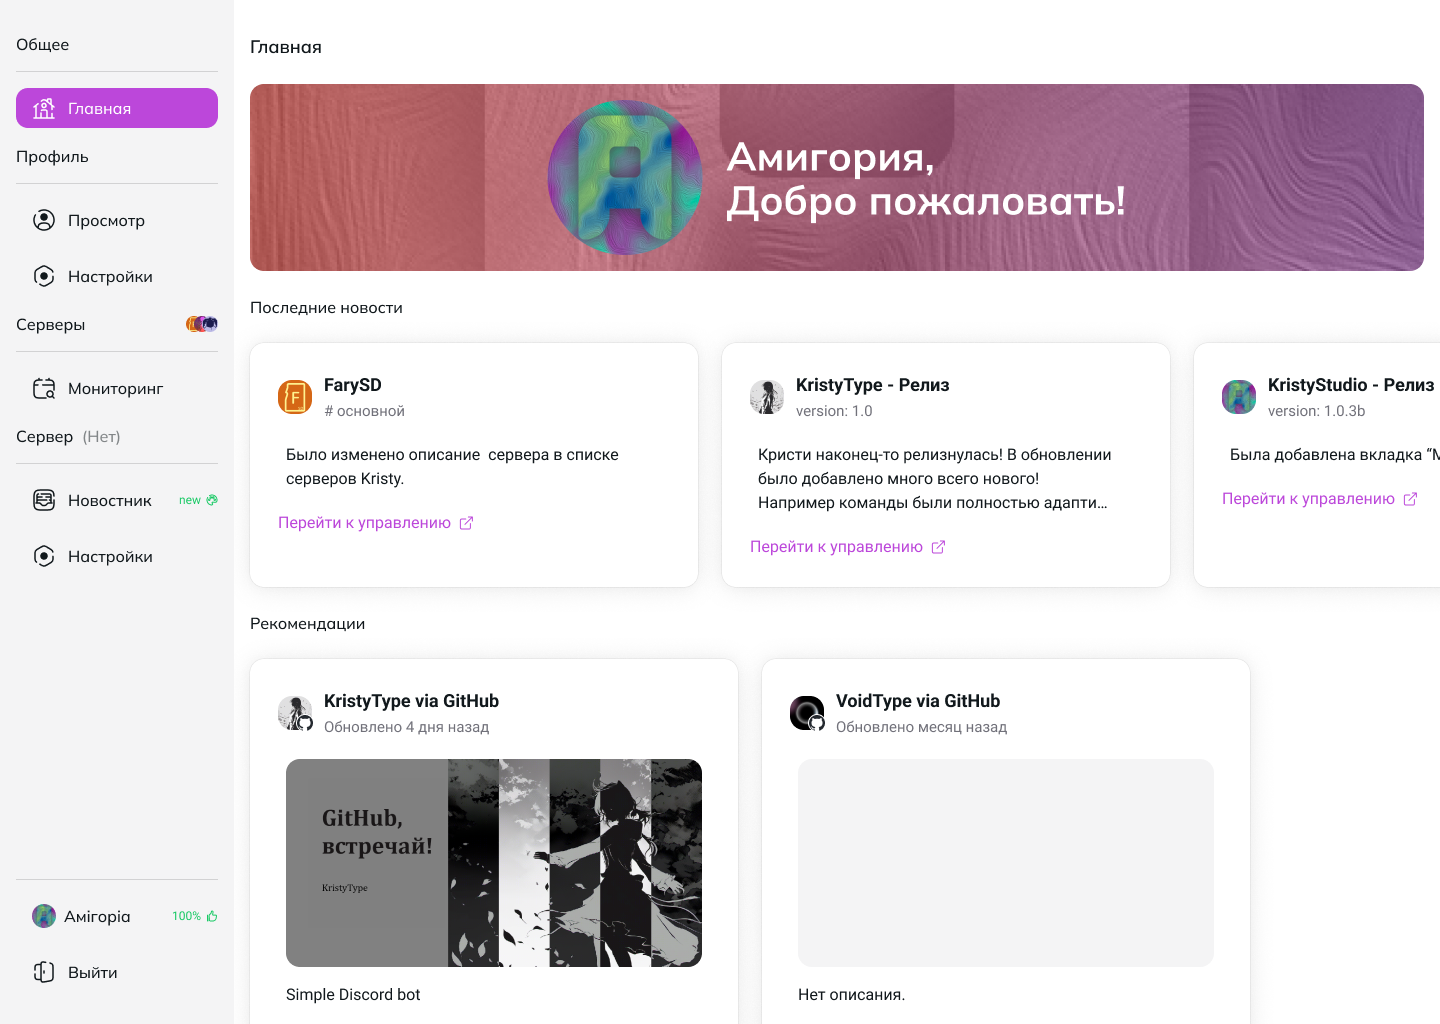 Общее
Главная
Профиль
Просмотр
Настройки
Серверы
Мониторинг
Сервер (Нет)
Новостник new
Настройки
Амігоріа 100%
Выйти
Главная
Амигория,
Добро пожаловать!
Последние новости
FarySD
# основной
Было изменено описание  сервера в списке
серверов Kristy.
Перейти к управлению
KristyType - Релиз
version: 1.0
Кристи наконец-то релизнулась! В обновлении
было добавлено много всего нового!
Например команды были полностью адапти...
Перейти к управлению
KristyStudio - Релиз
version: 1.0.3b
Была добавлена вкладка “М
Перейти к управлению
Рекомендации
KristyType via GitHub
Обновлено 4 дня назад
GitHub,
встречай!
KristyType
Simple Discord bot
VoidType via GitHub
Обновлено месяц назад
Нет описания.